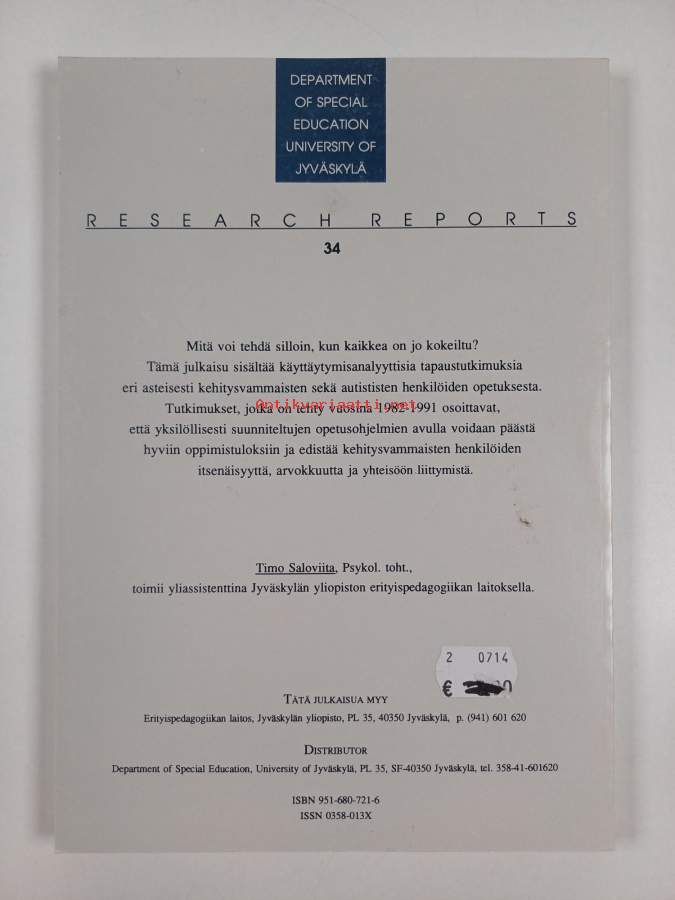 DEPARTMENT
OF SPECIAL
EDUCATION
UNIVERSITY OF
JYVÄSKYLÄ
RESEARCH REPORTS
34
Mitä voi tehdä silloin, kun kaikkea on jo kokeiltu?
Tämä julkaisu sisältää käyttäytymisanalyyttisia tapaustutkimuksia
eri asteisesti kehitysvammaisten sekä autististen henkilöiden opetuksesta.
Tutkimukset, jotka on tehty vuosina 1982-1991 osoittavat,
Antikvariaatti.net
että yksilöllisesti suunniteltujen opetusohjelmien avulla voidaan päästä
hyviin oppimistuloksiin ja edistää kehitysvammaisten henkilöiden
itsenäisyyttä, arvokkuutta ja yhteisöön liittymistä.
Timo Saloviita, Psykol. toht.,
toimii yliassistenttina Jyväskylän yliopiston erityispedagogiikan laitoksella.
2 0714
€
TÄTÄ JULKAISUA MYY
Erityispedagogiikan laitos, Jyväskylän yliopisto, PL 35, 40350 Jyväskylä, p. (941) 601 620
DISTRIBUTOR
Department of Special Education, University of Jyväskylä, PL 35, SF-40350 Jyväskylä, tel. 358-41-601620
ISBN 951-680-721-6
ISSN 0358-013X